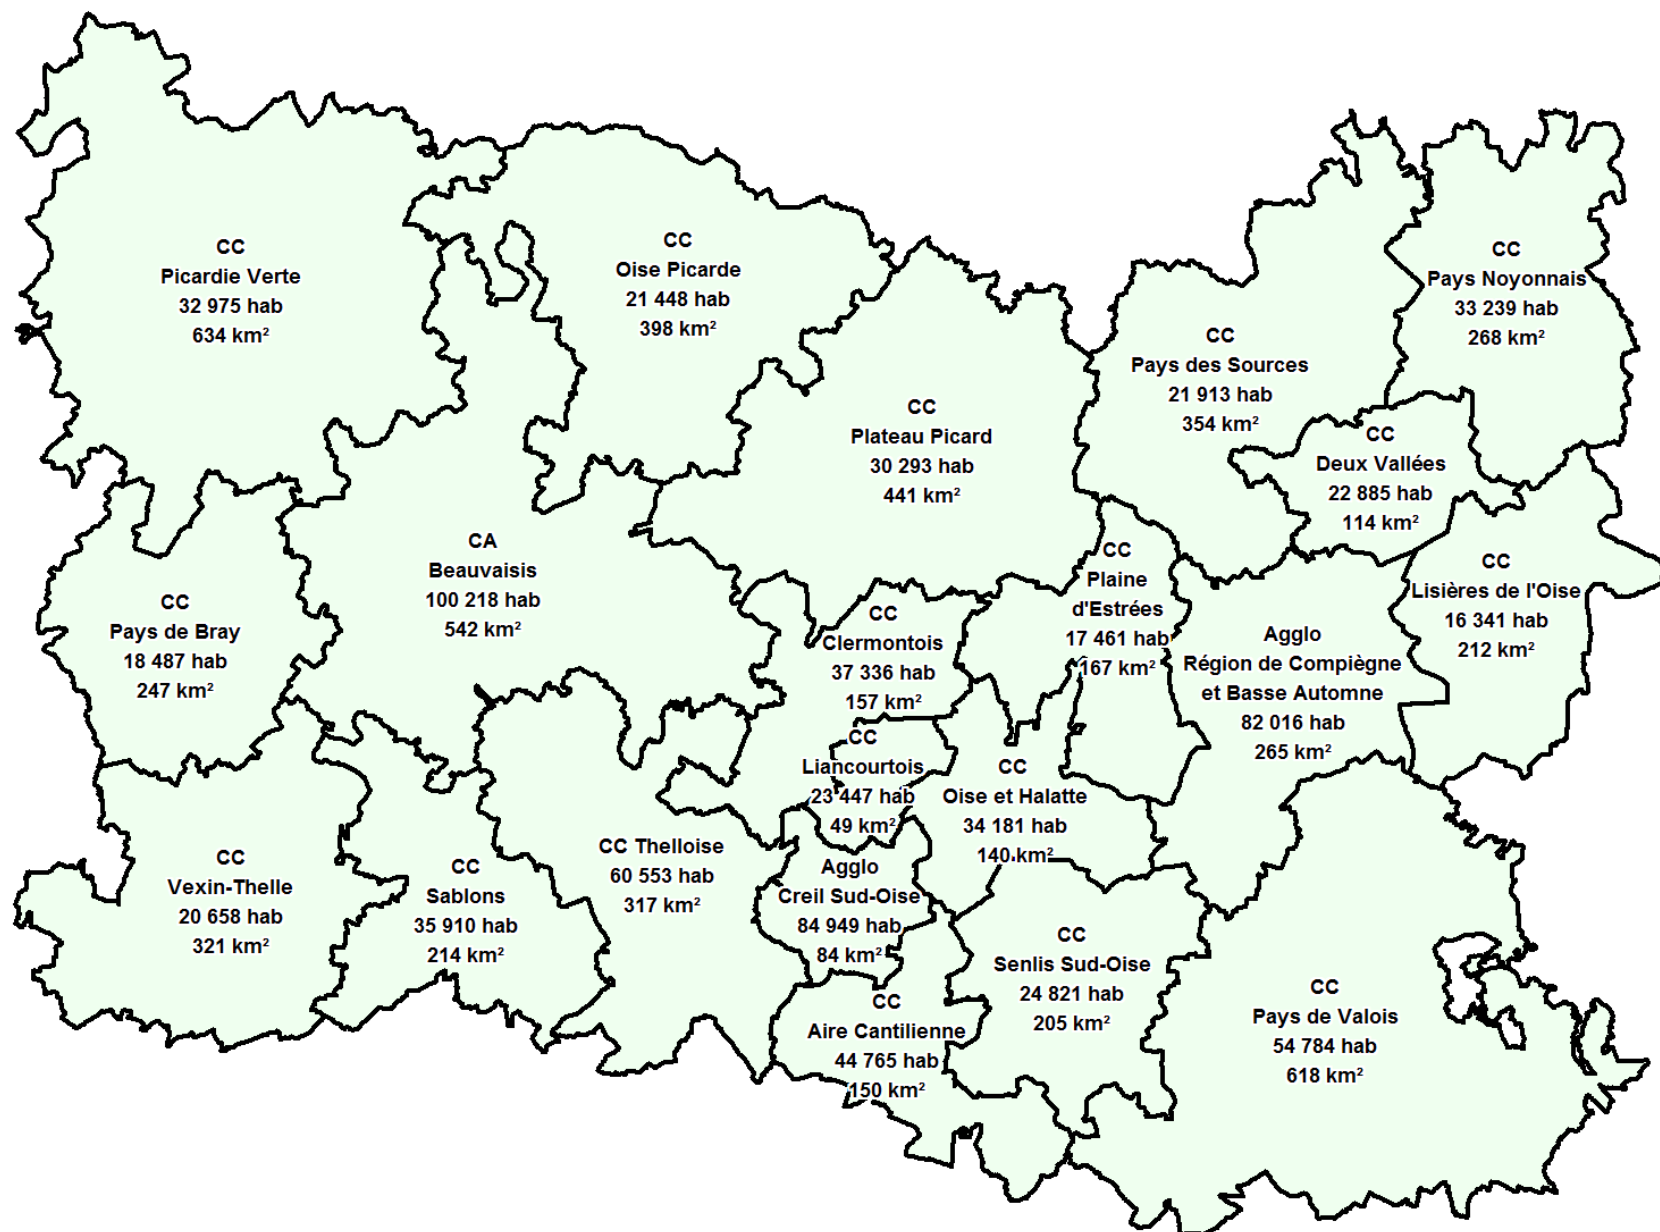 CC
Picardie Verte
32 975 hab
634 km²
CC
Oise Picarde
21 448 hab
398 km²
CC
Pays Noyonnais
33 239 hab
268 km²
CC
Pays des Sources
21 913 hab
354 km²
CC
Plateau Picard
30 293 hab
441 km²
CC
Deux Vallées
22 885 hab
114 km²
CA
Beauvaisis
100 218 hab
542 km²
CC
Plaine
d'Estrées
17 461 hab
167 km²
CC
Lisières de l'Oise
16 341 hab
212 km²
CC
Pays de Bray
18 487 hab
247 km²
CC
Clermontois
37 336 hab
157 km²
Agglo
Région de Compiègne
et Basse Automne
82 016 hab
265 km²
CC
Liancourtois
23 447 hab
49 km²
CC
Oise et Halatte
34 181 hab
140 km²
CC Thelloise
60 553 hab
317 km²
CC
Vexin-Thelle
20 658 hab
321 km²
CC
Sablons
35 910 hab
214 km²
Agglo
Creil Sud-Oise
84 949 hab
84 km²
CC
Senlis Sud-Oise
24 821 hab
205 km²
CC
Aire Cantilienne
44 765 hab
150 km²
CC
Pays de Valois
54 784 hab
618 km²